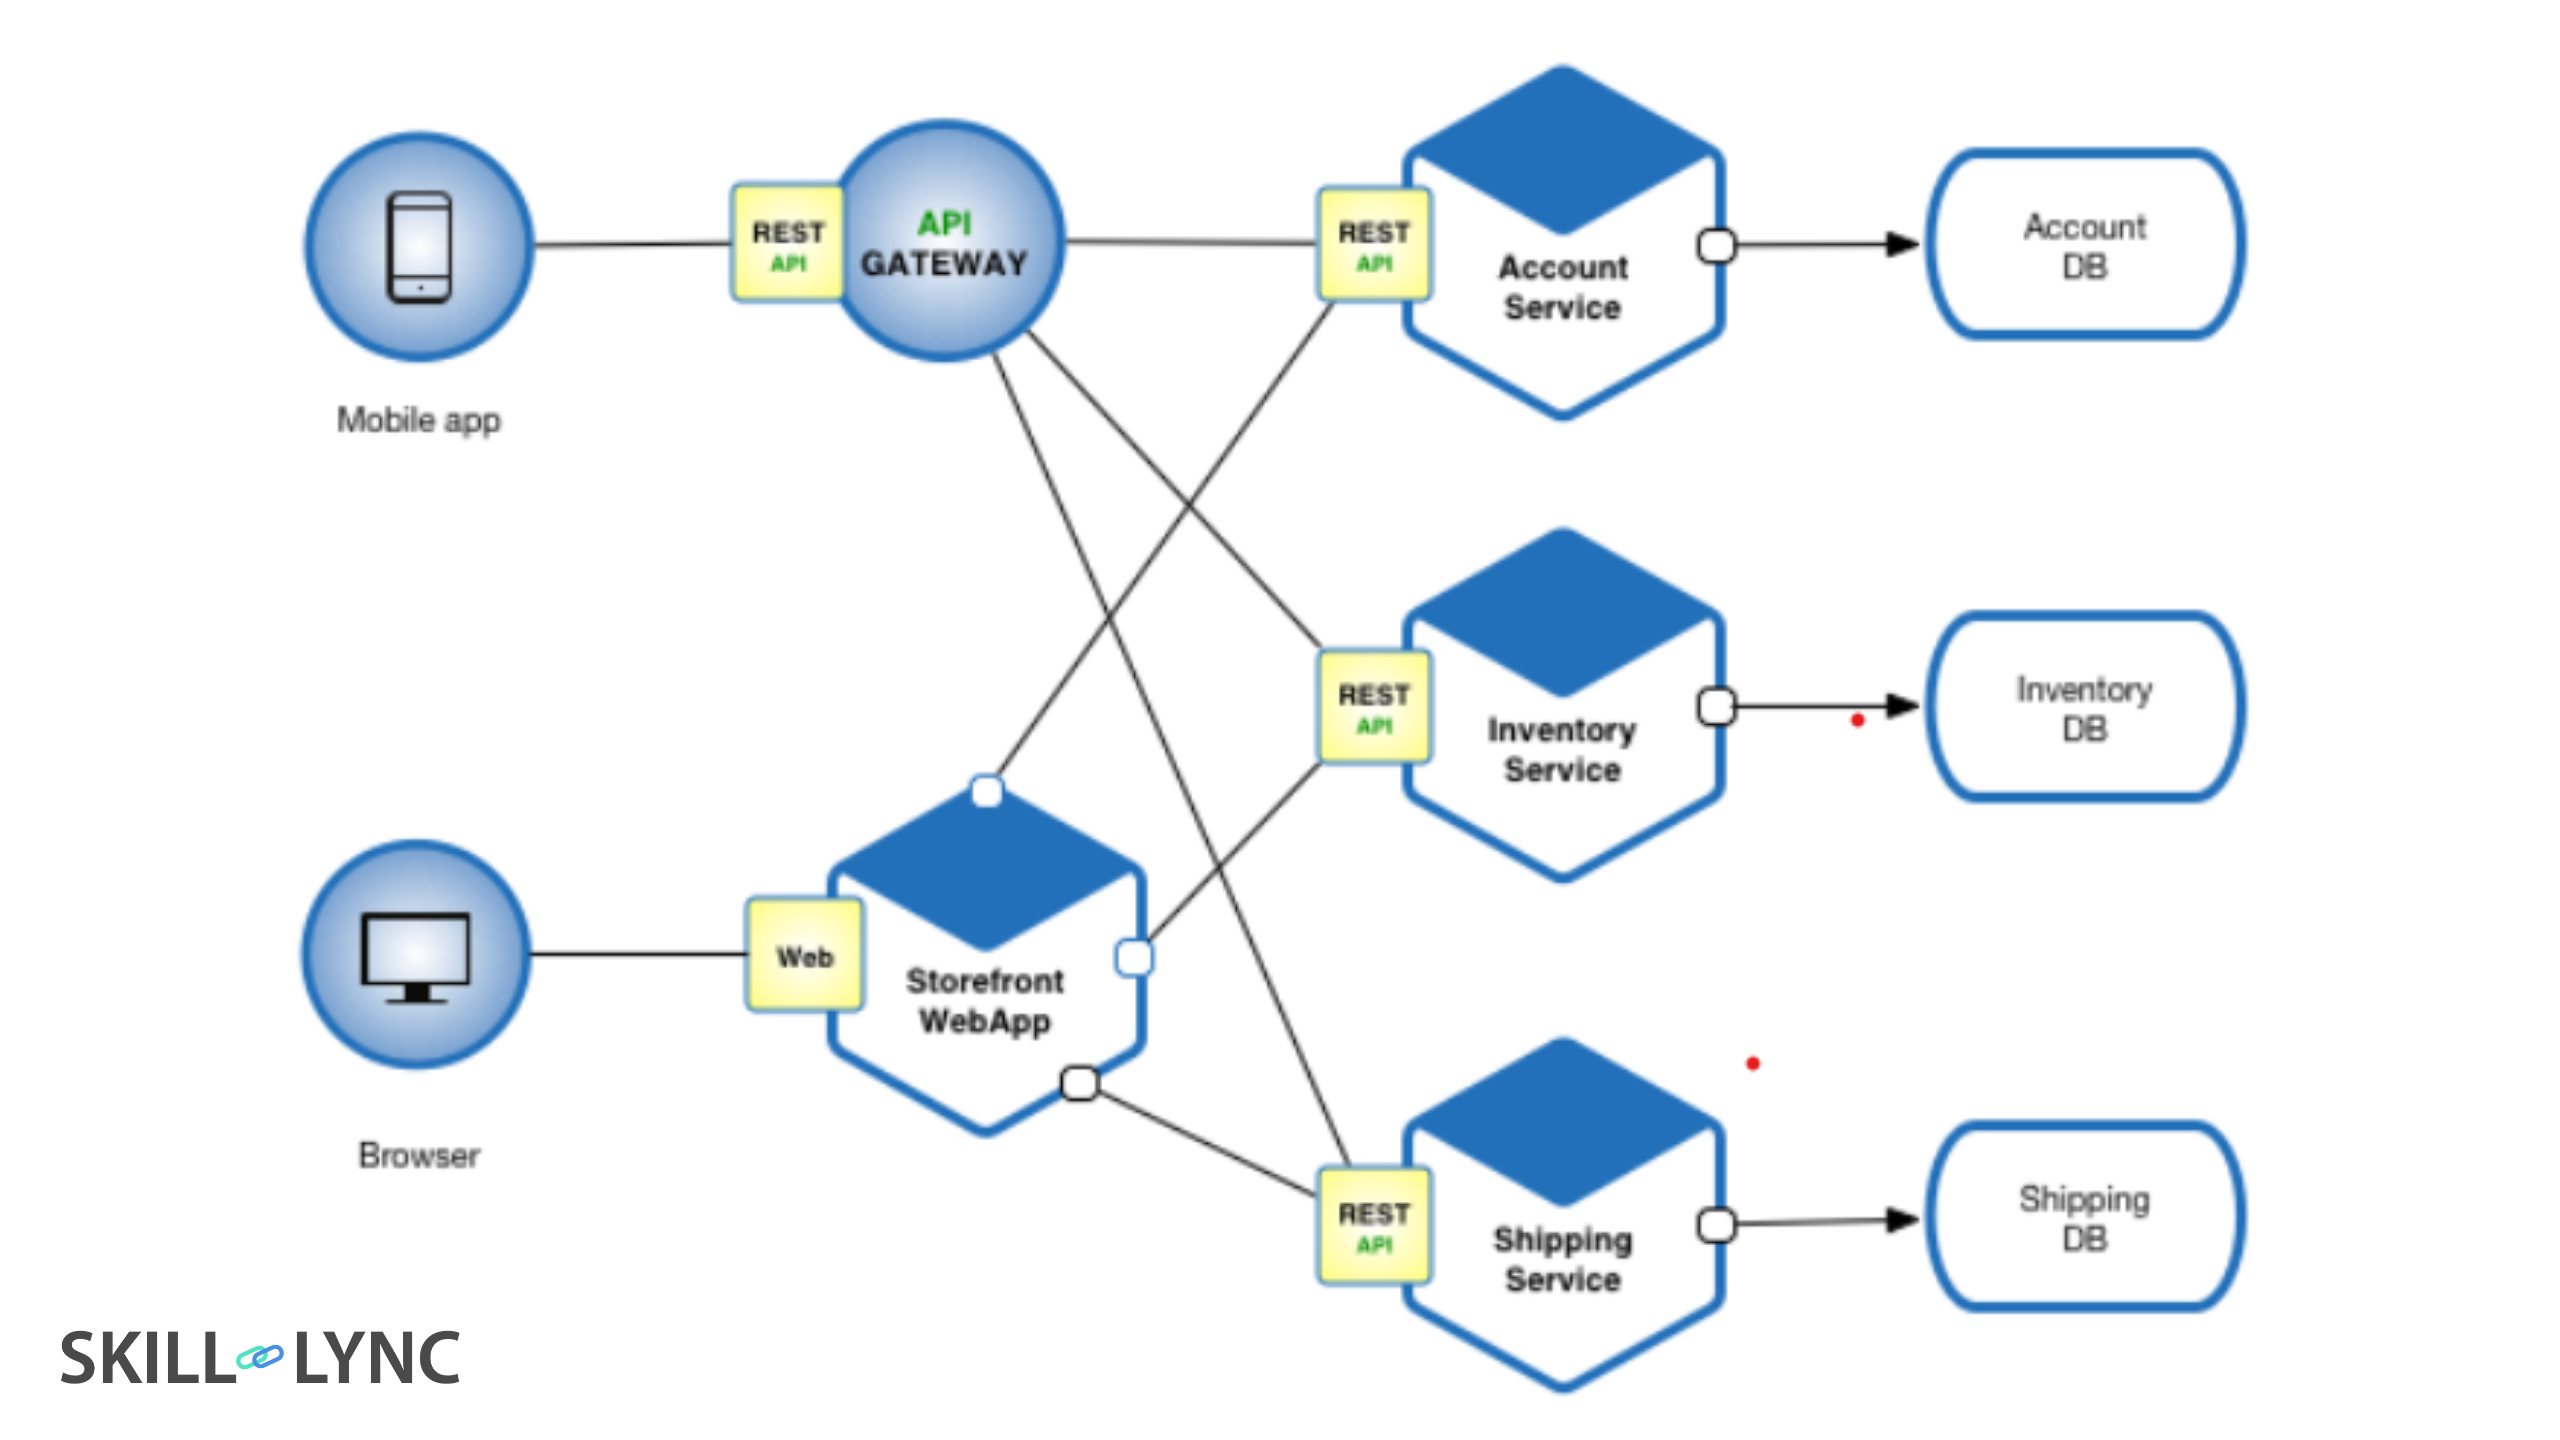 REST
API
API
GATEWAY
REST
API
Account
Service
Account
DB
Mobile app
REST
API
Inventory
Service
Inventory
DB
Web
Storefront
WebApp
Browser
REST
API
Shipping
Service
Shipping
DB
SKILL LYNC